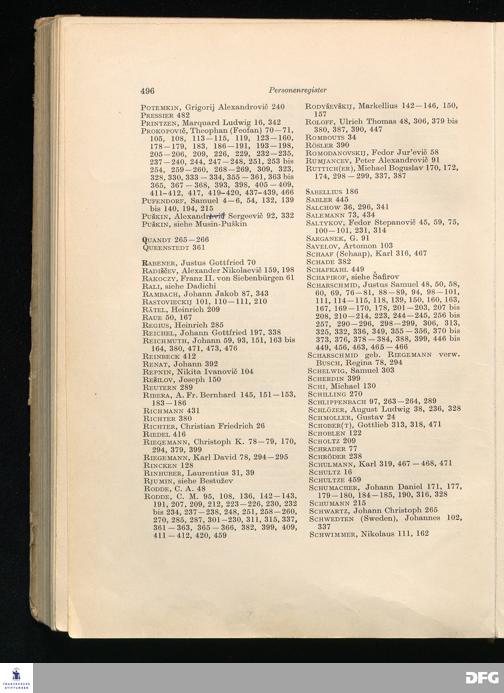 496
Personenregister
POTEMKIN, Grigorij Alexandrovič 240
PRESSIER 482
PRINTZEN, Marquard Ludwig 16, 342
PROKOPOVIČ, Theophan (Feofan) 70—71,
105, 108, 113—115, 119, 123—160,
178—179, 183, 186—191, 193—198,
205—206, 209, 226, 229, 232—235,
237—240, 244, 247—248, 251, 253 bis
254, 259—260, 268—269, 309, 323,
328, 330, 333—334, 355—361, 363 bis
365, 367—368, 393, 398, 405—409,
411—412, 417, 419—420, 437—439, 466
PUFENDORF, Samuel 4—6, 54, 132, 139
bis 140, 194, 215
PUŠKIN, Alexandrovič Sergeevič 92, 332
PUŠKIN, siehe Musin-Puškin
QUANDT 265—266
QUEENSTEDT 361
RABENER, Justus Gottfried 70
RADIŠČEV, Alexander Nikolaevič 159, 198
RAKOCZY, Franz II. von Siebenbürgen 61
RALI, siehe Dadichi
RAMBACH, Johann Jakob 87, 343
RASTOVIECKIJ 101, 110—111, 210
RÄTEL, Heinrich 209
RAUE 50, 167
REGIUS, Heinrich 285
REICHEL, Johann Gottfried 197, 338
REICHMUTH, Johann 59, 93, 151, 163 bis
164, 380, 471, 473, 476
REINBECK 412
RENAT, Johann 392
REPNIN, Nikita Ivanovič 104
REŠILOV, Joseph 150
REUTERN 289
RIBERA, A. Fr. Bernhard 145, 151—153,
183—186
RICHMANN 431
RICHTER 380
RICHTER, Christian Friedrich 26
RIEDEL 416
RIEGEMANN, Christoph K. 78—79, 170,
294, 379, 399
RIEGEMANN, Karl David 78, 294—295
RINCKEN 128
RINHUBER, Laurentius 31, 39
RJUMIN, siehe Bestužev
RODDE, C. A. 48
RODDE, C. M. 95, 108, 136, 142—143,
191, 207, 209, 212, 223—226, 230, 232
bis 234, 237—238, 248, 251, 258—260,
270, 285, 287, 301—230, 311, 315, 337,
361—363, 365—366, 382, 399, 409,
411—412, 420, 459
RODYŠEVŠKIJ, Markellius 142—146, 150,
157
ROLOFF, Ulrich Thomas 48, 306, 379 bis
380, 387, 390, 447
ROMBOUTS 34
RÖSLER 390
ROMODANOVSKIJ, Fedor Jur'evič 58
RUMJANCEV, Peter Alexandrovič 91
RUTTICH(ER), Michael Boguslav 170, 172,
174, 298—299, 337, 387
SABELLIUS 186
SABLER 445
SALCHOW 36, 296, 341
SALEMANN 73, 434
SALTYKOV, Fedor Stepanovič 45, 59, 75,
100—101, 231, 314
SARGANEK, G. 91
SAVELOV, Artomon 103
SCHAAF (Schaap), Karl 316, 467
SCHADE 382
SCHAFKAHL 449
SCHAPIROF, siehe Šafirov
SCHARSCHMID, Justus Samuel 48, 50, 58,
60, 69, 76—81, 88—89, 94, 98—101,
111, 114—115, 118, 139, 150, 160, 163,
167, 169—170, 178, 201—203, 207 bis
208, 210—214, 223, 244—245, 256 bis
257, 290—296, 298—299, 306, 313,
325, 332, 336, 349, 355—356, 370 bis
373, 376, 378—384, 388, 399, 446 bis
449, 456, 463, 465—466
SCHARSCHMID geb. RIEGEMANN verw.
BUSCH, Regina 78, 294
SCHELWIG, Samuel 303
SCHERDIN 399
SCHI, Michael 130
SCHILLING 270
SCHLIPPENBACH 97, 263—264, 289
SCHLÖZER, August Ludwig 38, 236, 328
SCHMOLLER, Gustav 24
SCHOBER(T), Gottlieb 313, 318, 471
SCHOBLEN 122
SCHOLTZ 209
SCHRADER 77
SCHRÖDER 238
SCHULMANN, Karl 319, 467—468, 471
SCHULTZ 16
SCHULTZE 459
SCHUMACHER, Johann Daniel 171, 177,
179—180, 184—185, 190, 316, 328
SCHUMANN 215
SCHWARTZ, Johann Christoph 265
SCHWEDTEN (Sweden), Johannes 102,
337
SCHWIMMER, Nikolaus 111, 162
FRANCKESCHE
STIFTUNGEN
DFG